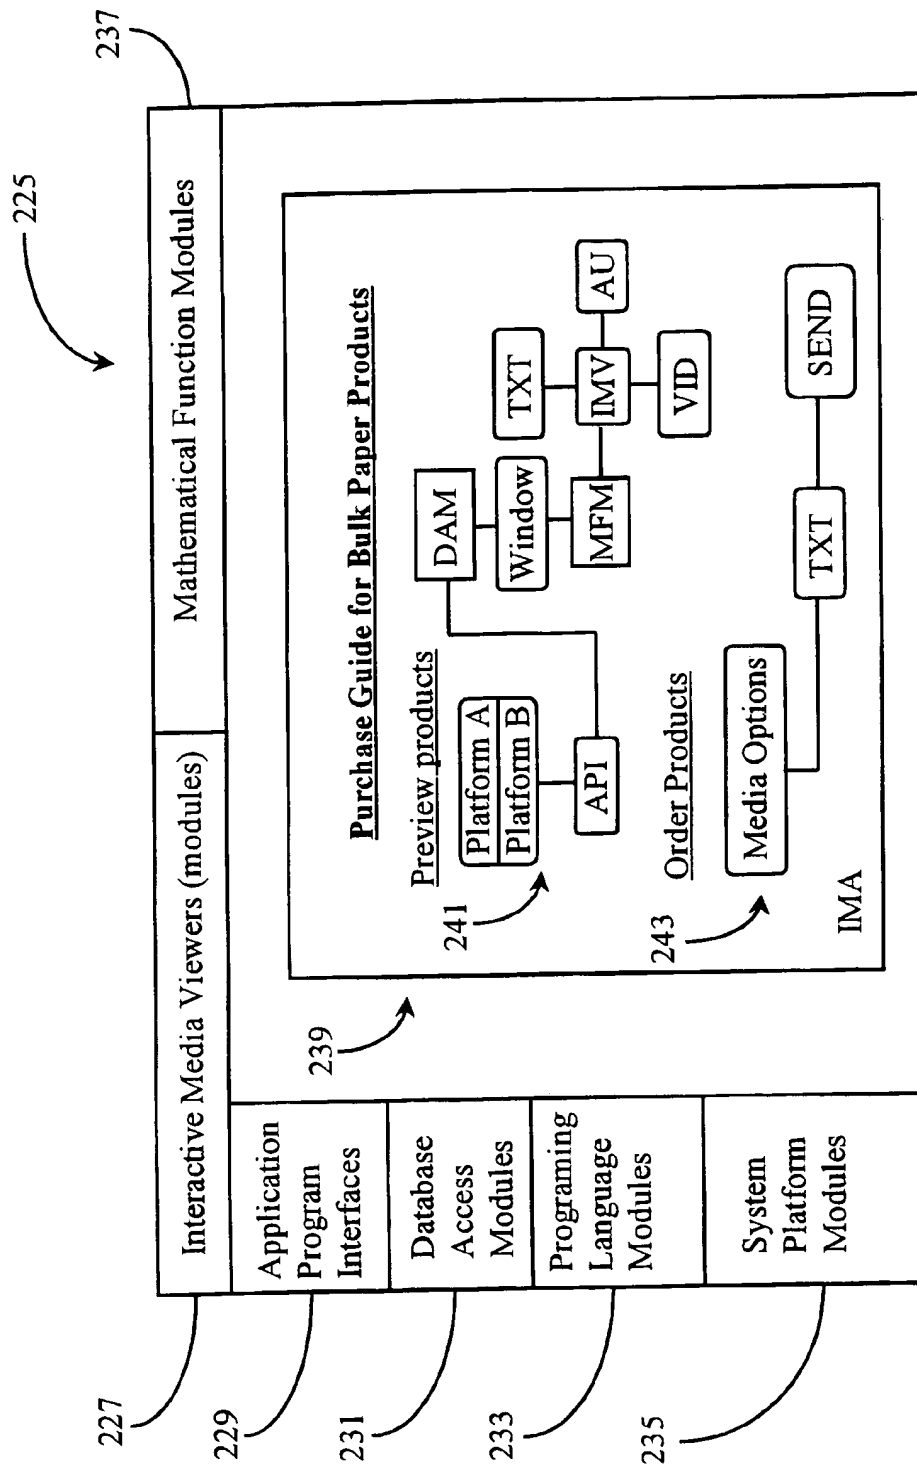 225
237
227
Interactive Media Viewers (modules)
Mathematical Function Modules
229
Application
Program
Interfaces
231
Database
Access
Modules
233
Programing
Language
Modules
235
System
Platform
Modules
239
Purchase Guide for Bulk Paper Products
Preview products
241
Platform A
Platform B
API
DAM
Window
MFM
TXT
IMV
AU
VID
Order Products
243
Media Options
TXT
SEND
IMA